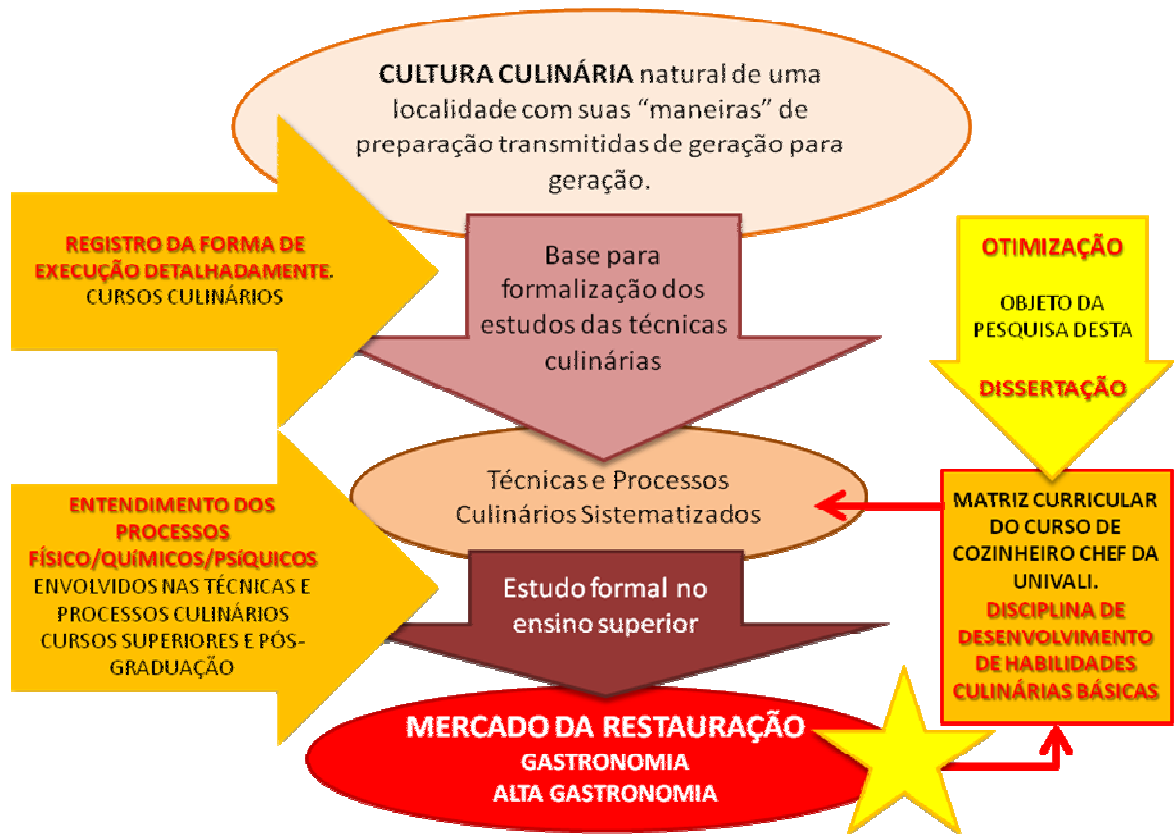 CULTURA CULINÁRIA natural de uma
localidade com suas “maneiras” de
preparação transmitidas de geração para
geração.
REGISTRO DA FORMA DE
EXECUÇÃO DETALHADAMENTE.
CURSOS CULINÁRIOS
Base para
formalização dos
estudos das técnicas
culinárias
OTIMIZAÇÃO
OBJETO DA
PESQUISA DESTA
DISSERTAÇÃO
ENTENDIMENTO DOS
PROCESSOS
FÍSICO/QUÍMICOS/PSÍQUICOS
ENVOLVIDOS NAS TÉCNICAS E
PROCESSOS CULINÁRIOS
CURSOS SUPERIORES E PÓS-
GRADUAÇÃO
Técnicas e Processos
Culinários Sistematizados
MATRIZ CURRICULAR
DO CURSO DE
COZINHEIRO CHEF DA
UNIVALI.
DISCIPLINA DE
DESENVOLVIMENTO
DE HABILIDADES
CULINÁRIAS BÁSICAS
Estudo formal no
ensino superior
MERCADO DA RESTAURAÇÃO
GASTRONOMIA
ALTA GASTRONOMIA